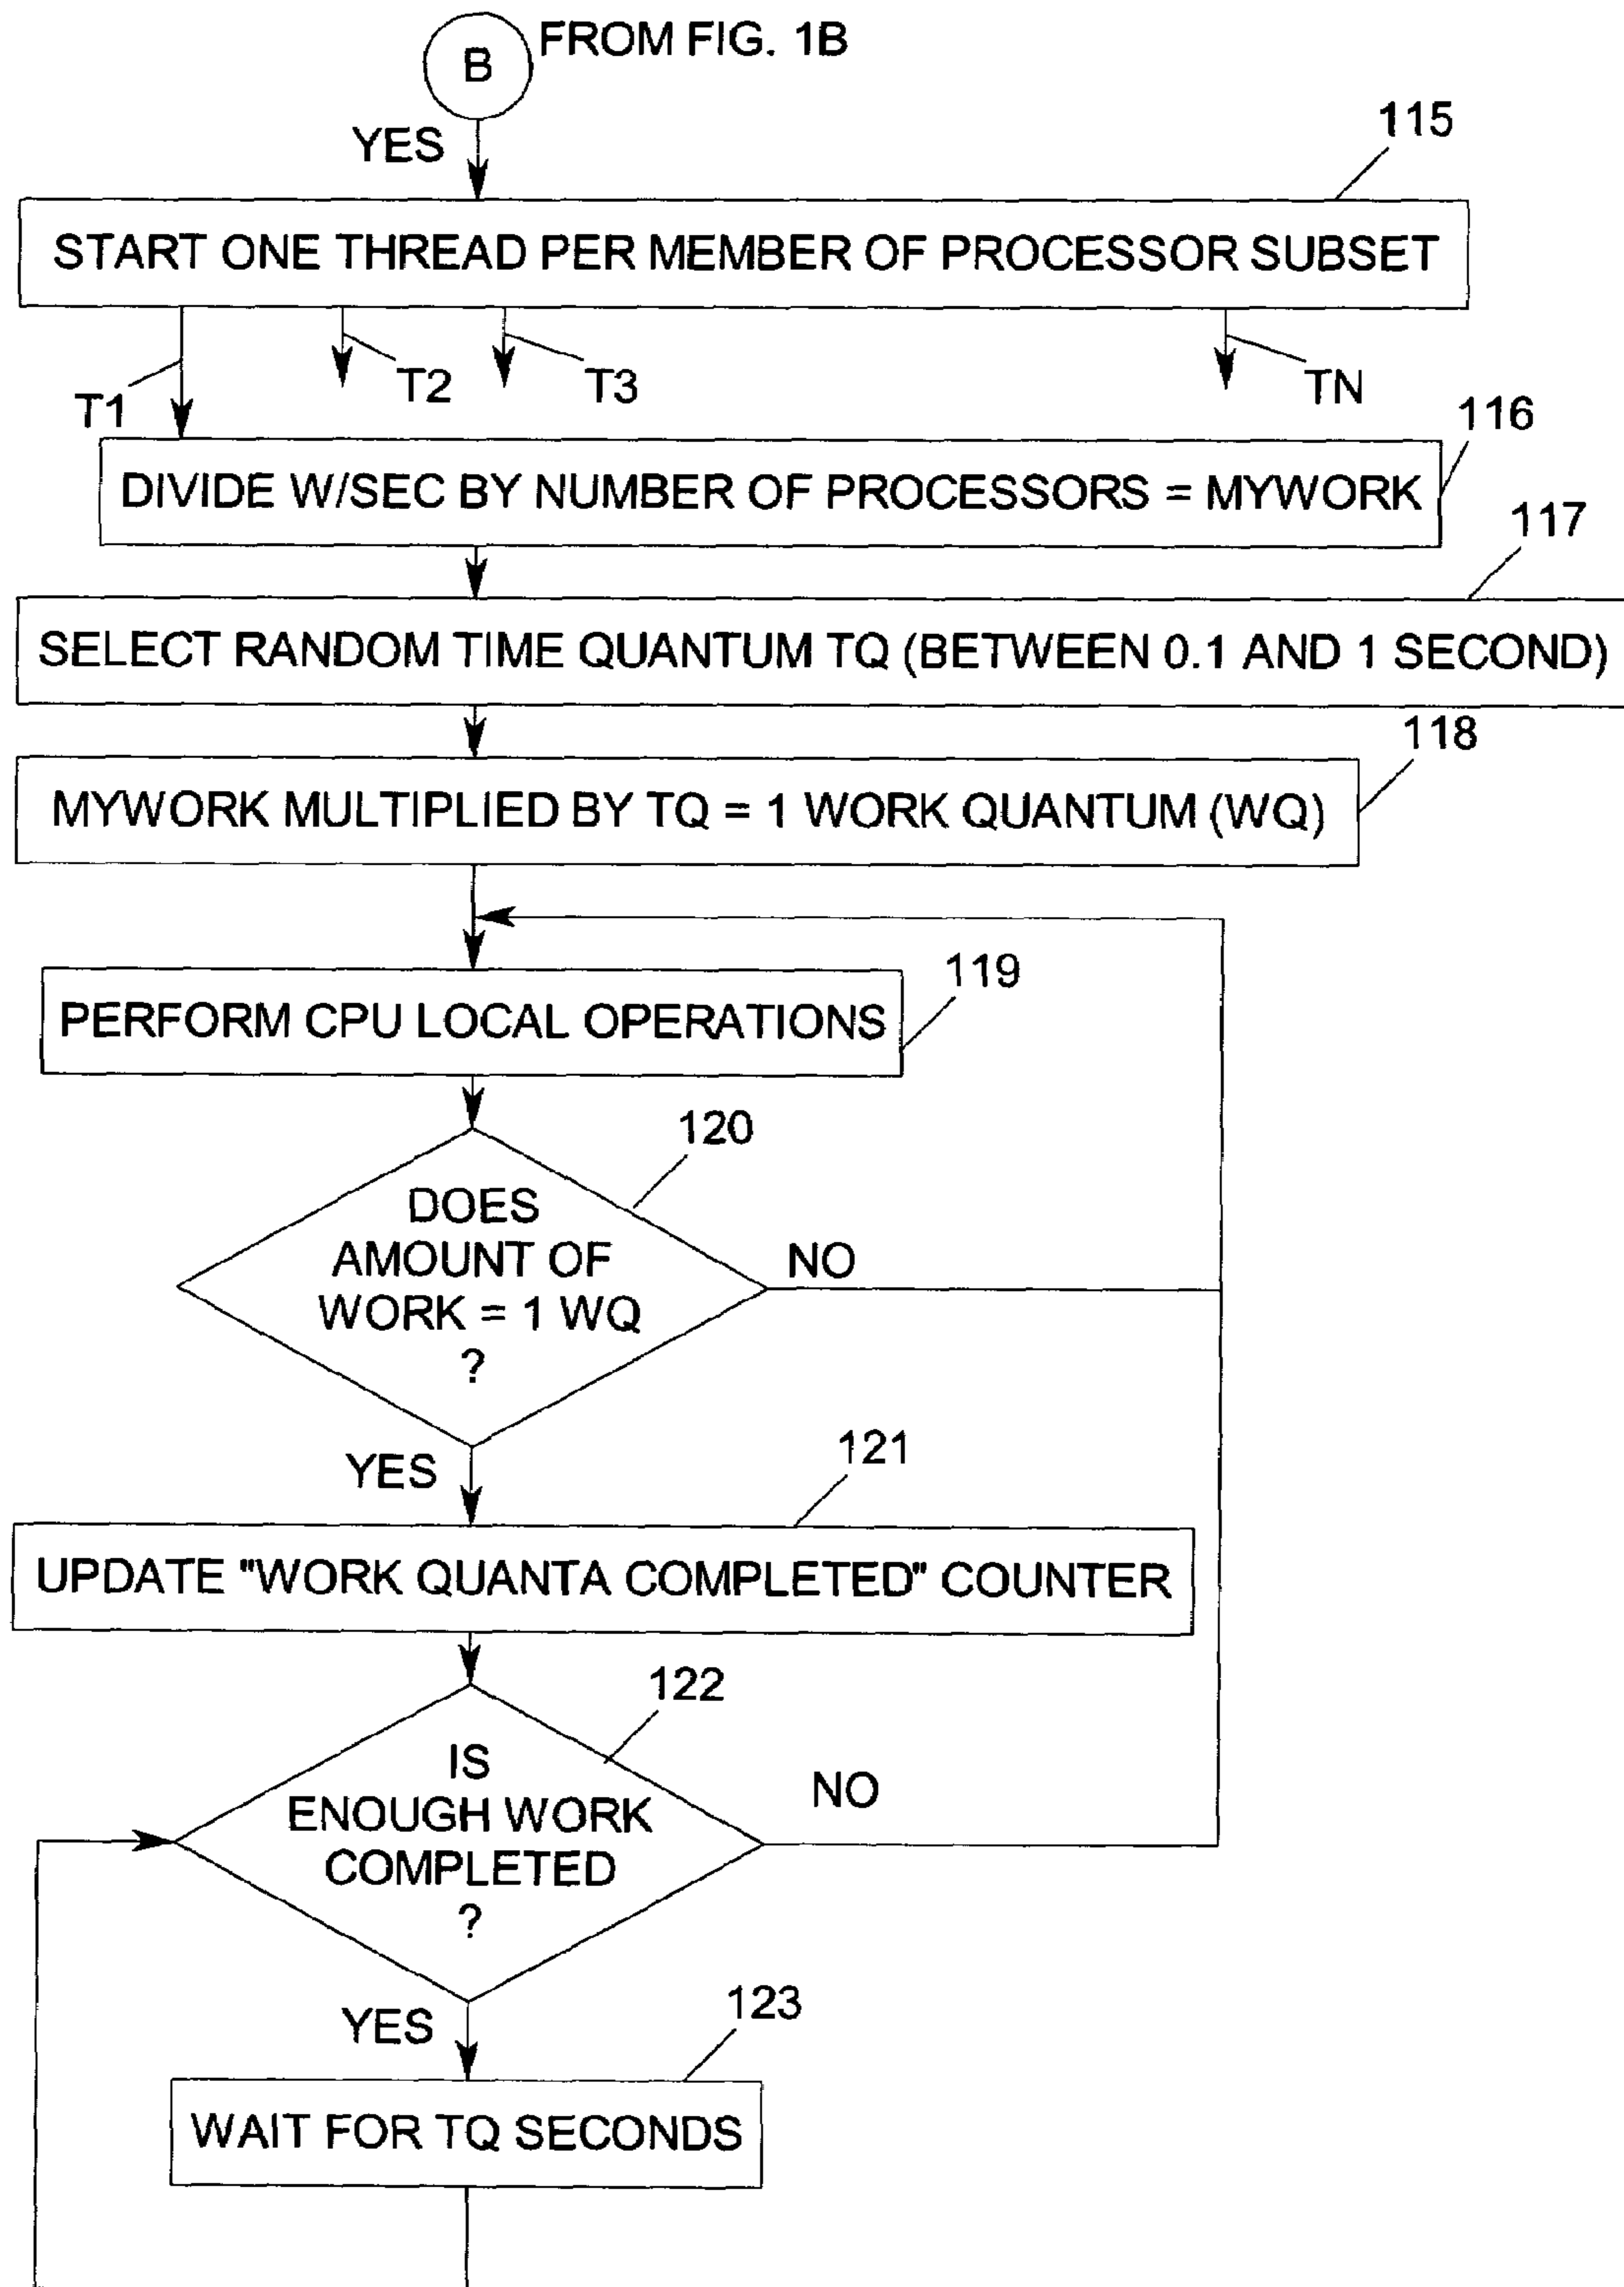 B
FROM FIG. 1B
YES
115
START ONE THREAD PER MEMBER OF PROCESSOR SUBSET
T1
T2
T3
TN
116
DIVIDE W/SEC BY NUMBER OF PROCESSORS = MYWORK
117
SELECT RANDOM TIME QUANTUM TQ (BETWEEN 0.1 AND 1 SECOND)
118
MYWORK MULTIPLIED BY TQ = 1 WORK QUANTUM (WQ)
119
PERFORM CPU LOCAL OPERATIONS
120
DOES
AMOUNT OF
WORK = 1 WQ
?
NO
YES
121
UPDATE "WORK QUANTA COMPLETED" COUNTER
122
IS
ENOUGH WORK
COMPLETED
?
NO
YES
123
WAIT FOR TQ SECONDS